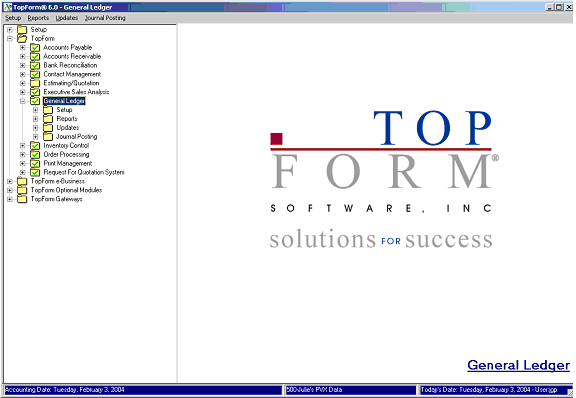 TopForm® 6.0 - General Ledger
Setup Reports Updates Journal Posting
Setup
TopForm
Accounts Payable
Accounts Receivable
Bank Reconciliation
Contact Management
Estimating/Quotation
Executive Sales Analysis
General Ledger
Setup
Reports
Updates
Journal Posting
Inventory Control
Order Processing
Print Management
Request For Quotation System
TopForm e-Business
TopForm Optional Modules
TopForm Gateways
TOP
FORM®
SOFTWARE, INC
solutions FOR success
General Ledger
Accounting Date: Tuesday, February 3, 2004 500Julie's PVX Data Today's Date: Tuesday, February 3, 2004 - User:jgp